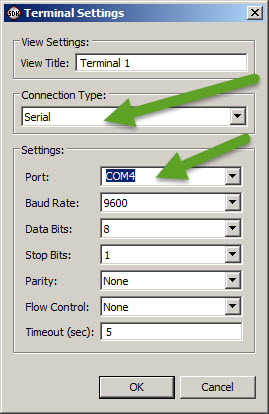 SDK Terminal Settings
View Settings:
View Title: Terminal 1
Connection Type:
Serial
Settings:
Port: COM4
Baud Rate: 9600
Data Bits: 8
Stop Bits: 1
Parity: None
Flow Control: None
Timeout (sec): 5
OK Cancel